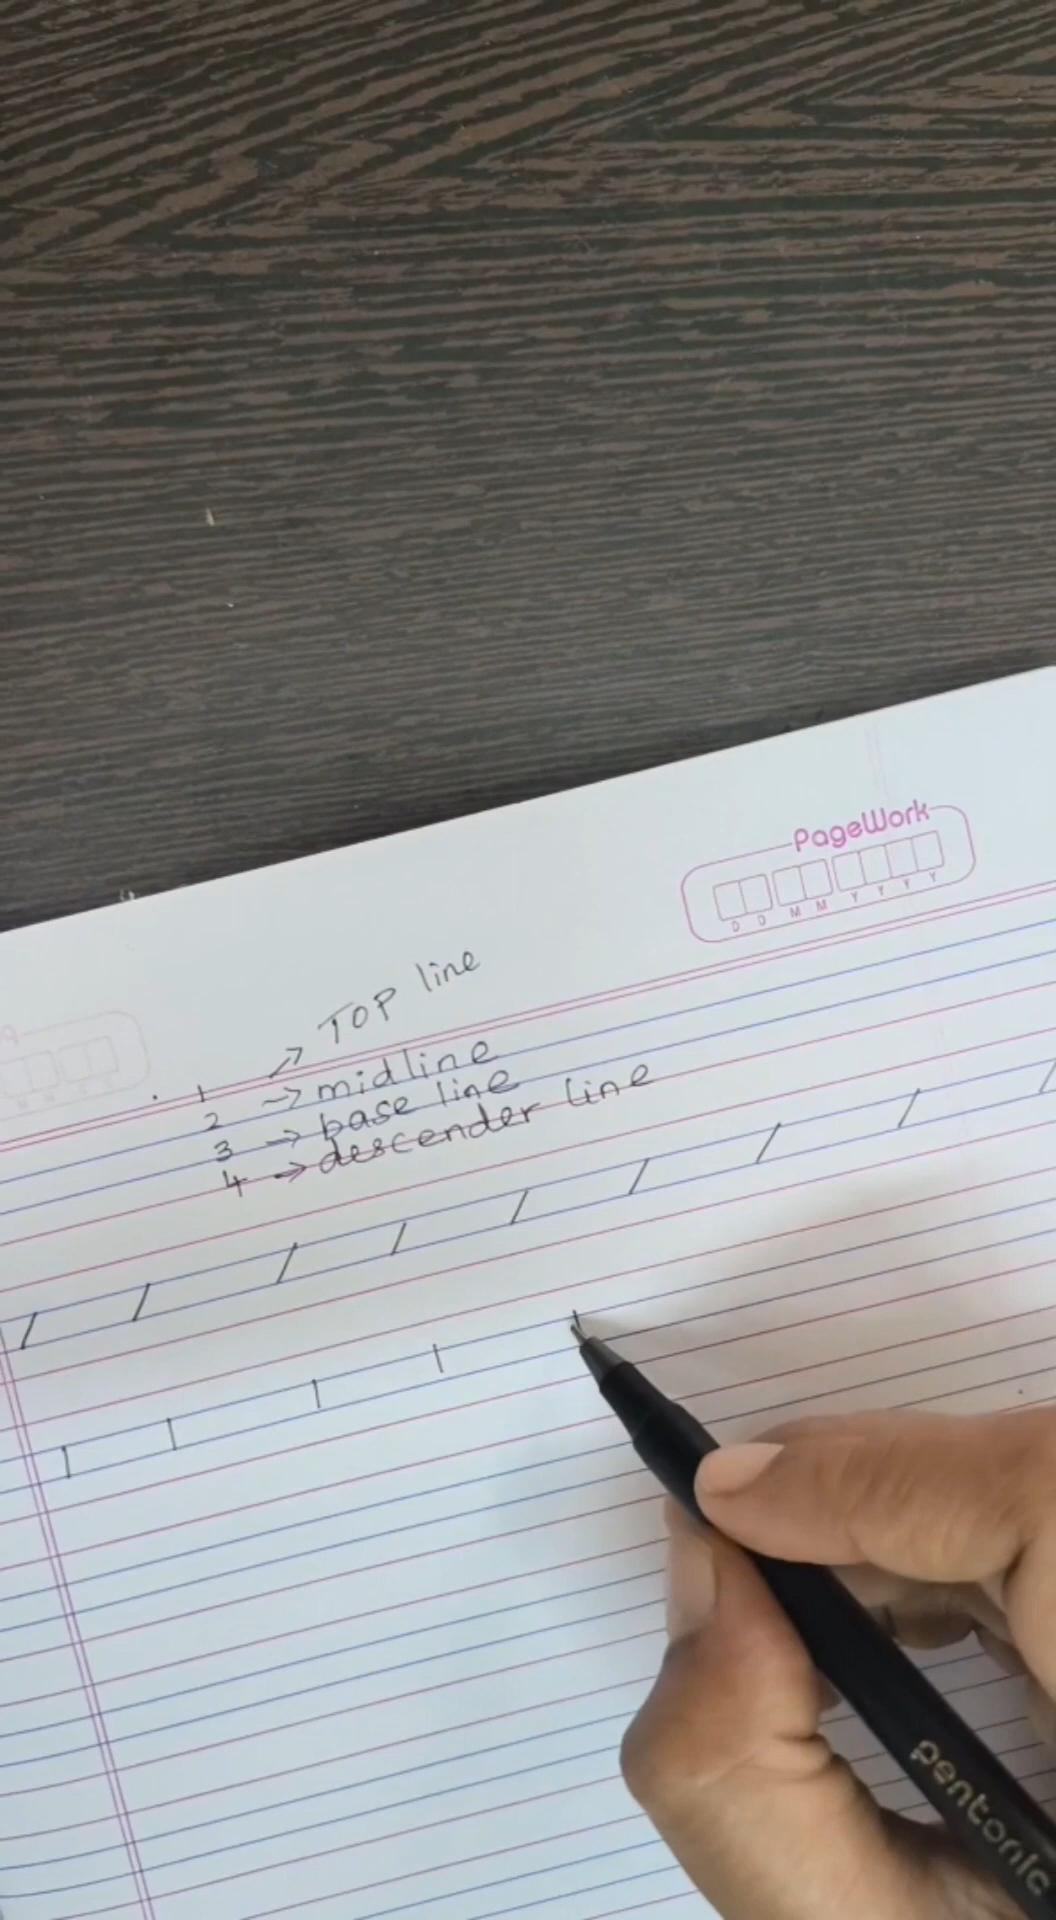 PageWork
D D M M Y Y Y Y
1 → TOP line
2 → midline
3 → base line
4 → descender line
pentonic